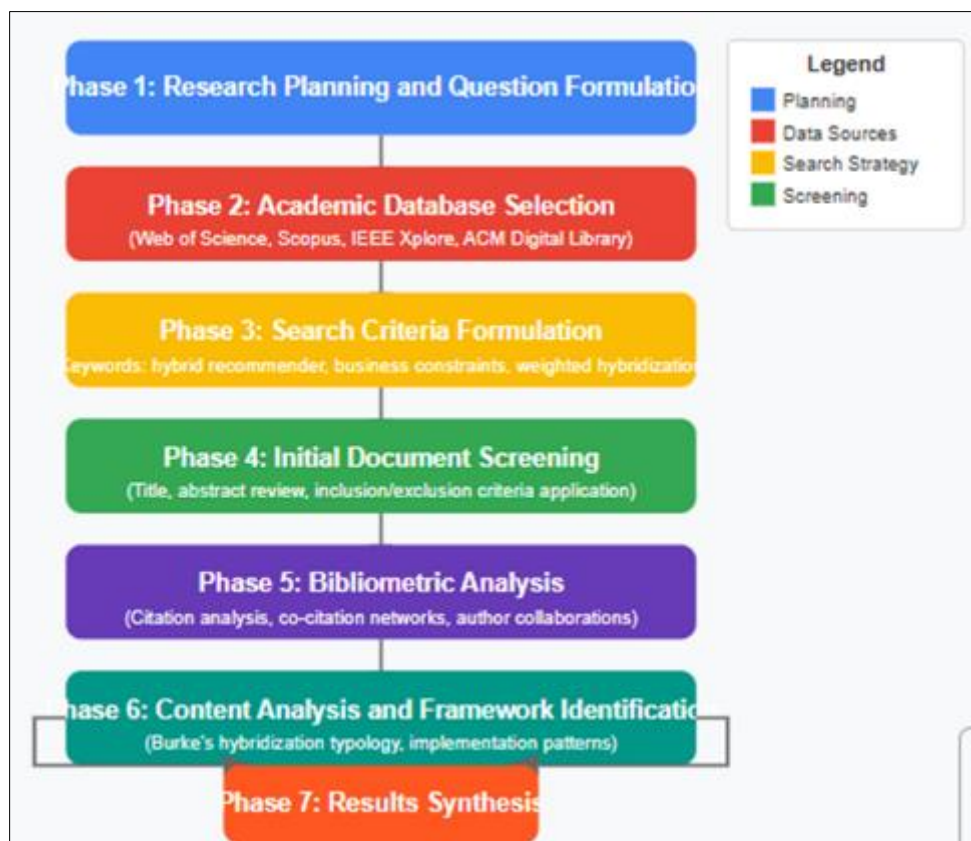 hase 1: Research Planning and Question Formulatio
Phase 2: Academic Database Selection
(Web of Science, Scopus, IEEE Xplore, ACM Digital Library)
Phase 3: Search Criteria Formulation
Keywords: hybrid recommender, business constraints, weighted hybridization
Phase 4: Initial Document Screening
(Title, abstract review, inclusion/exclusion criteria application)
Phase 5: Bibliometric Analysis
(Citation analysis, co-citation networks, author collaborations)
hase 6: Content Analysis and Framework Identificatio
(Burke's hybridization typology, implementation patterns)
Phase 7: Results Synthesis
Legend
Planning
Data Sources
Search Strategy
Screening